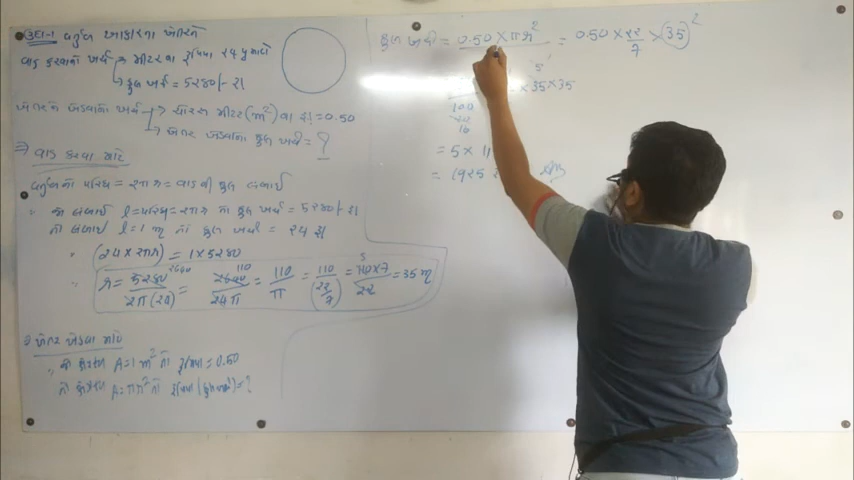 ઉદા-1 વર્તુળ આકારના ખેતરને
વાડ કરવાનો ખર્ચ → મીટરના રૂપિયા ૨૪ પ્રમાણે
→ કુલ ખર્ચ = 5280/- રૂા
ખેતરને ખેડવાનો ખર્ચ → ચોરસ મીટર (m²) ના રૂા = 0.50
→ ખેતર ખેડવાનો કુલ ખર્ચ = ?
⇒ વાડ કરવા માટે
વર્તુળનો પરિઘ = 2πr = વાડની કુલ લંબાઈ
∴ જો લંબાઈ l = પરિઘ = 2πr નો કુલ ખર્ચ = 5280/- રૂા
તો લંબાઈ l = 1 મી નો ખર્ચ = 24 રૂા
∴ (24 × 2πr) = 1 × 5280
r = 5280 / 2π(24) = 2640 / 24π = 110 / π = 110 / (22/7) = 110 × 7 / 22 = 35 મી
ખેતર ખેડવા માટે
જો ક્ષેત્રફળ A = 1 m² નો રૂપિયા = 0.50
તો ક્ષેત્રફળ A = πr² નો રૂપિયા (કુલ ખર્ચ) = ?
કુલ ખર્ચ = 0.50 × πr² = 0.50 × 22/7 × (35)²
× 35 × 35
100
= 5 × 11
= 1925